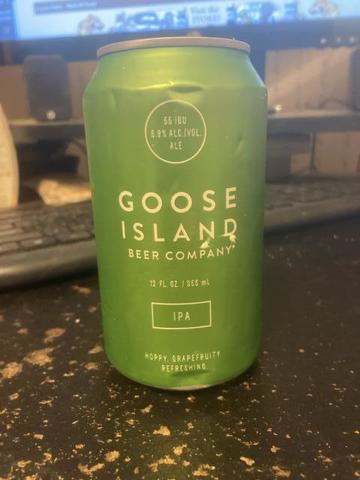 55 IBU
5.9% ALC./VOL.
ALE
GOOSE
ISLAND
BEER COMPANY
12 FL OZ / 355 mL
IPA
HOPPY, GRAPEFRUITY
REFRESHING